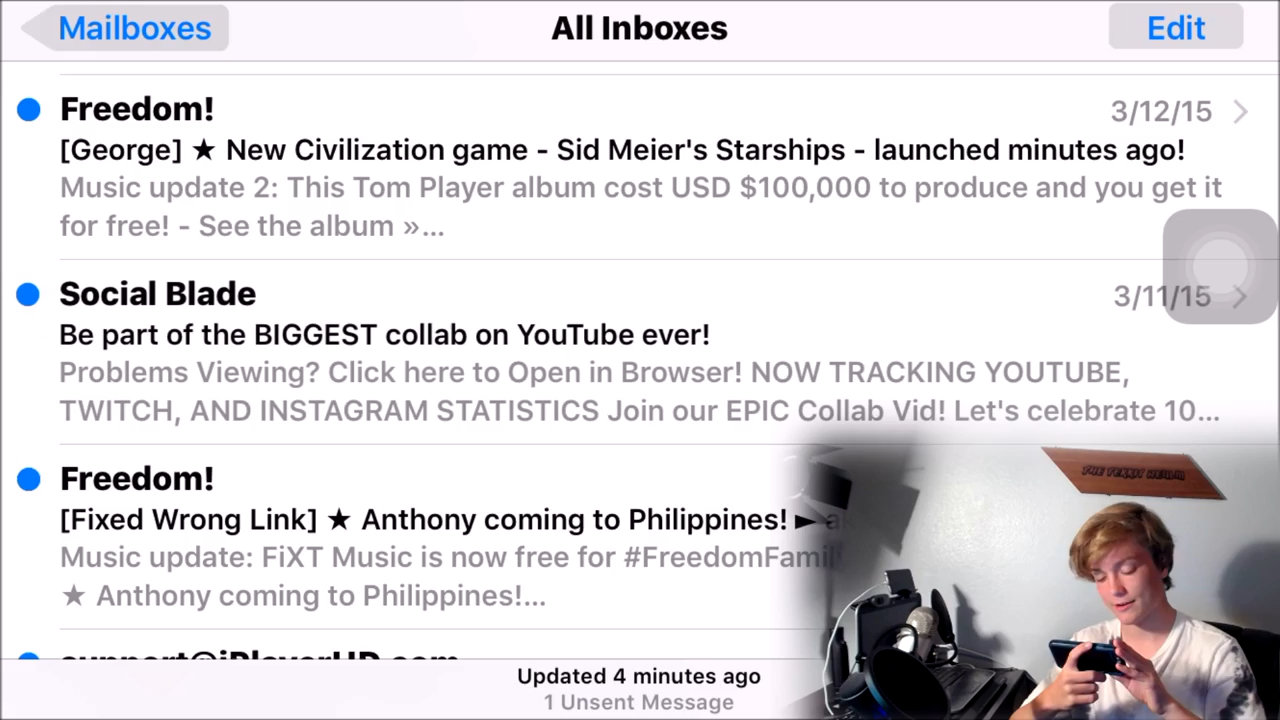 Mailboxes
All Inboxes
Edit
Freedom!
3/12/15
[George] ★ New Civilization game - Sid Meier's Starships - launched minutes ago!
Music update 2: This Tom Player album cost USD $100,000 to produce and you get it
for free! - See the album »...
Social Blade
3/11/15
Be part of the BIGGEST collab on YouTube ever!
Problems Viewing? Click here to Open in Browser! NOW TRACKING YOUTUBE,
TWITCH, AND INSTAGRAM STATISTICS Join our EPIC Collab Vid! Let's celebrate 10...
Freedom!
[Fixed Wrong Link] ★ Anthony coming to Philippines! ► a
Music update: FiXT Music is now free for #FreedomFamil
★ Anthony coming to Philippines!...
support@iPlayerHD.com
Updated 4 minutes ago
1 Unsent Message